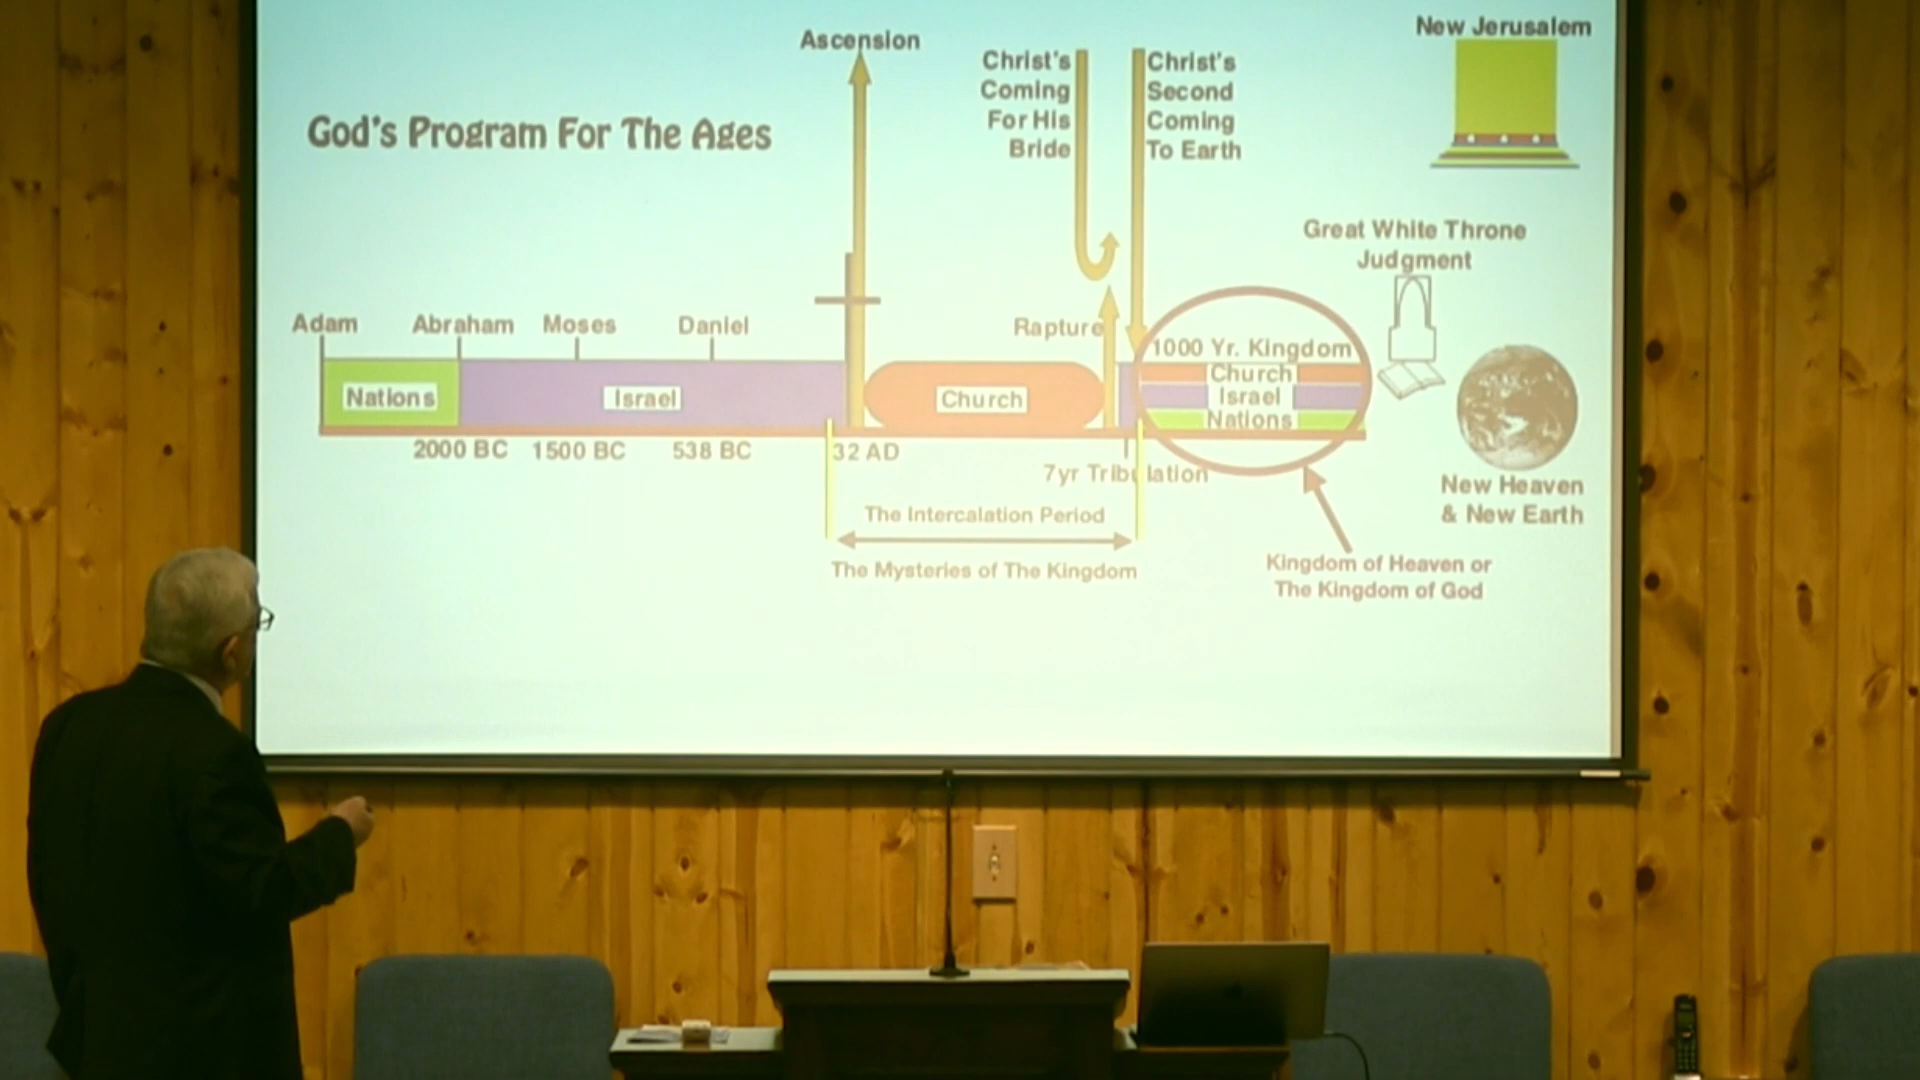 New Jerusalem
Ascension
Christ's
Coming
For His
Bride
Christ's
Second
Coming
To Earth
God's Program For The Ages
Great White Throne
Judgment
Adam
Abraham
Moses
Daniel
Rapture
1000 Yr. Kingdom
Church
Israel
Nations
Nations
Israel
Church
2000 BC
1500 BC
538 BC
32 AD
7yr Tribulation
New Heaven
& New Earth
The Intercalation Period
The Mysteries of The Kingdom
Kingdom of Heaven or
The Kingdom of God